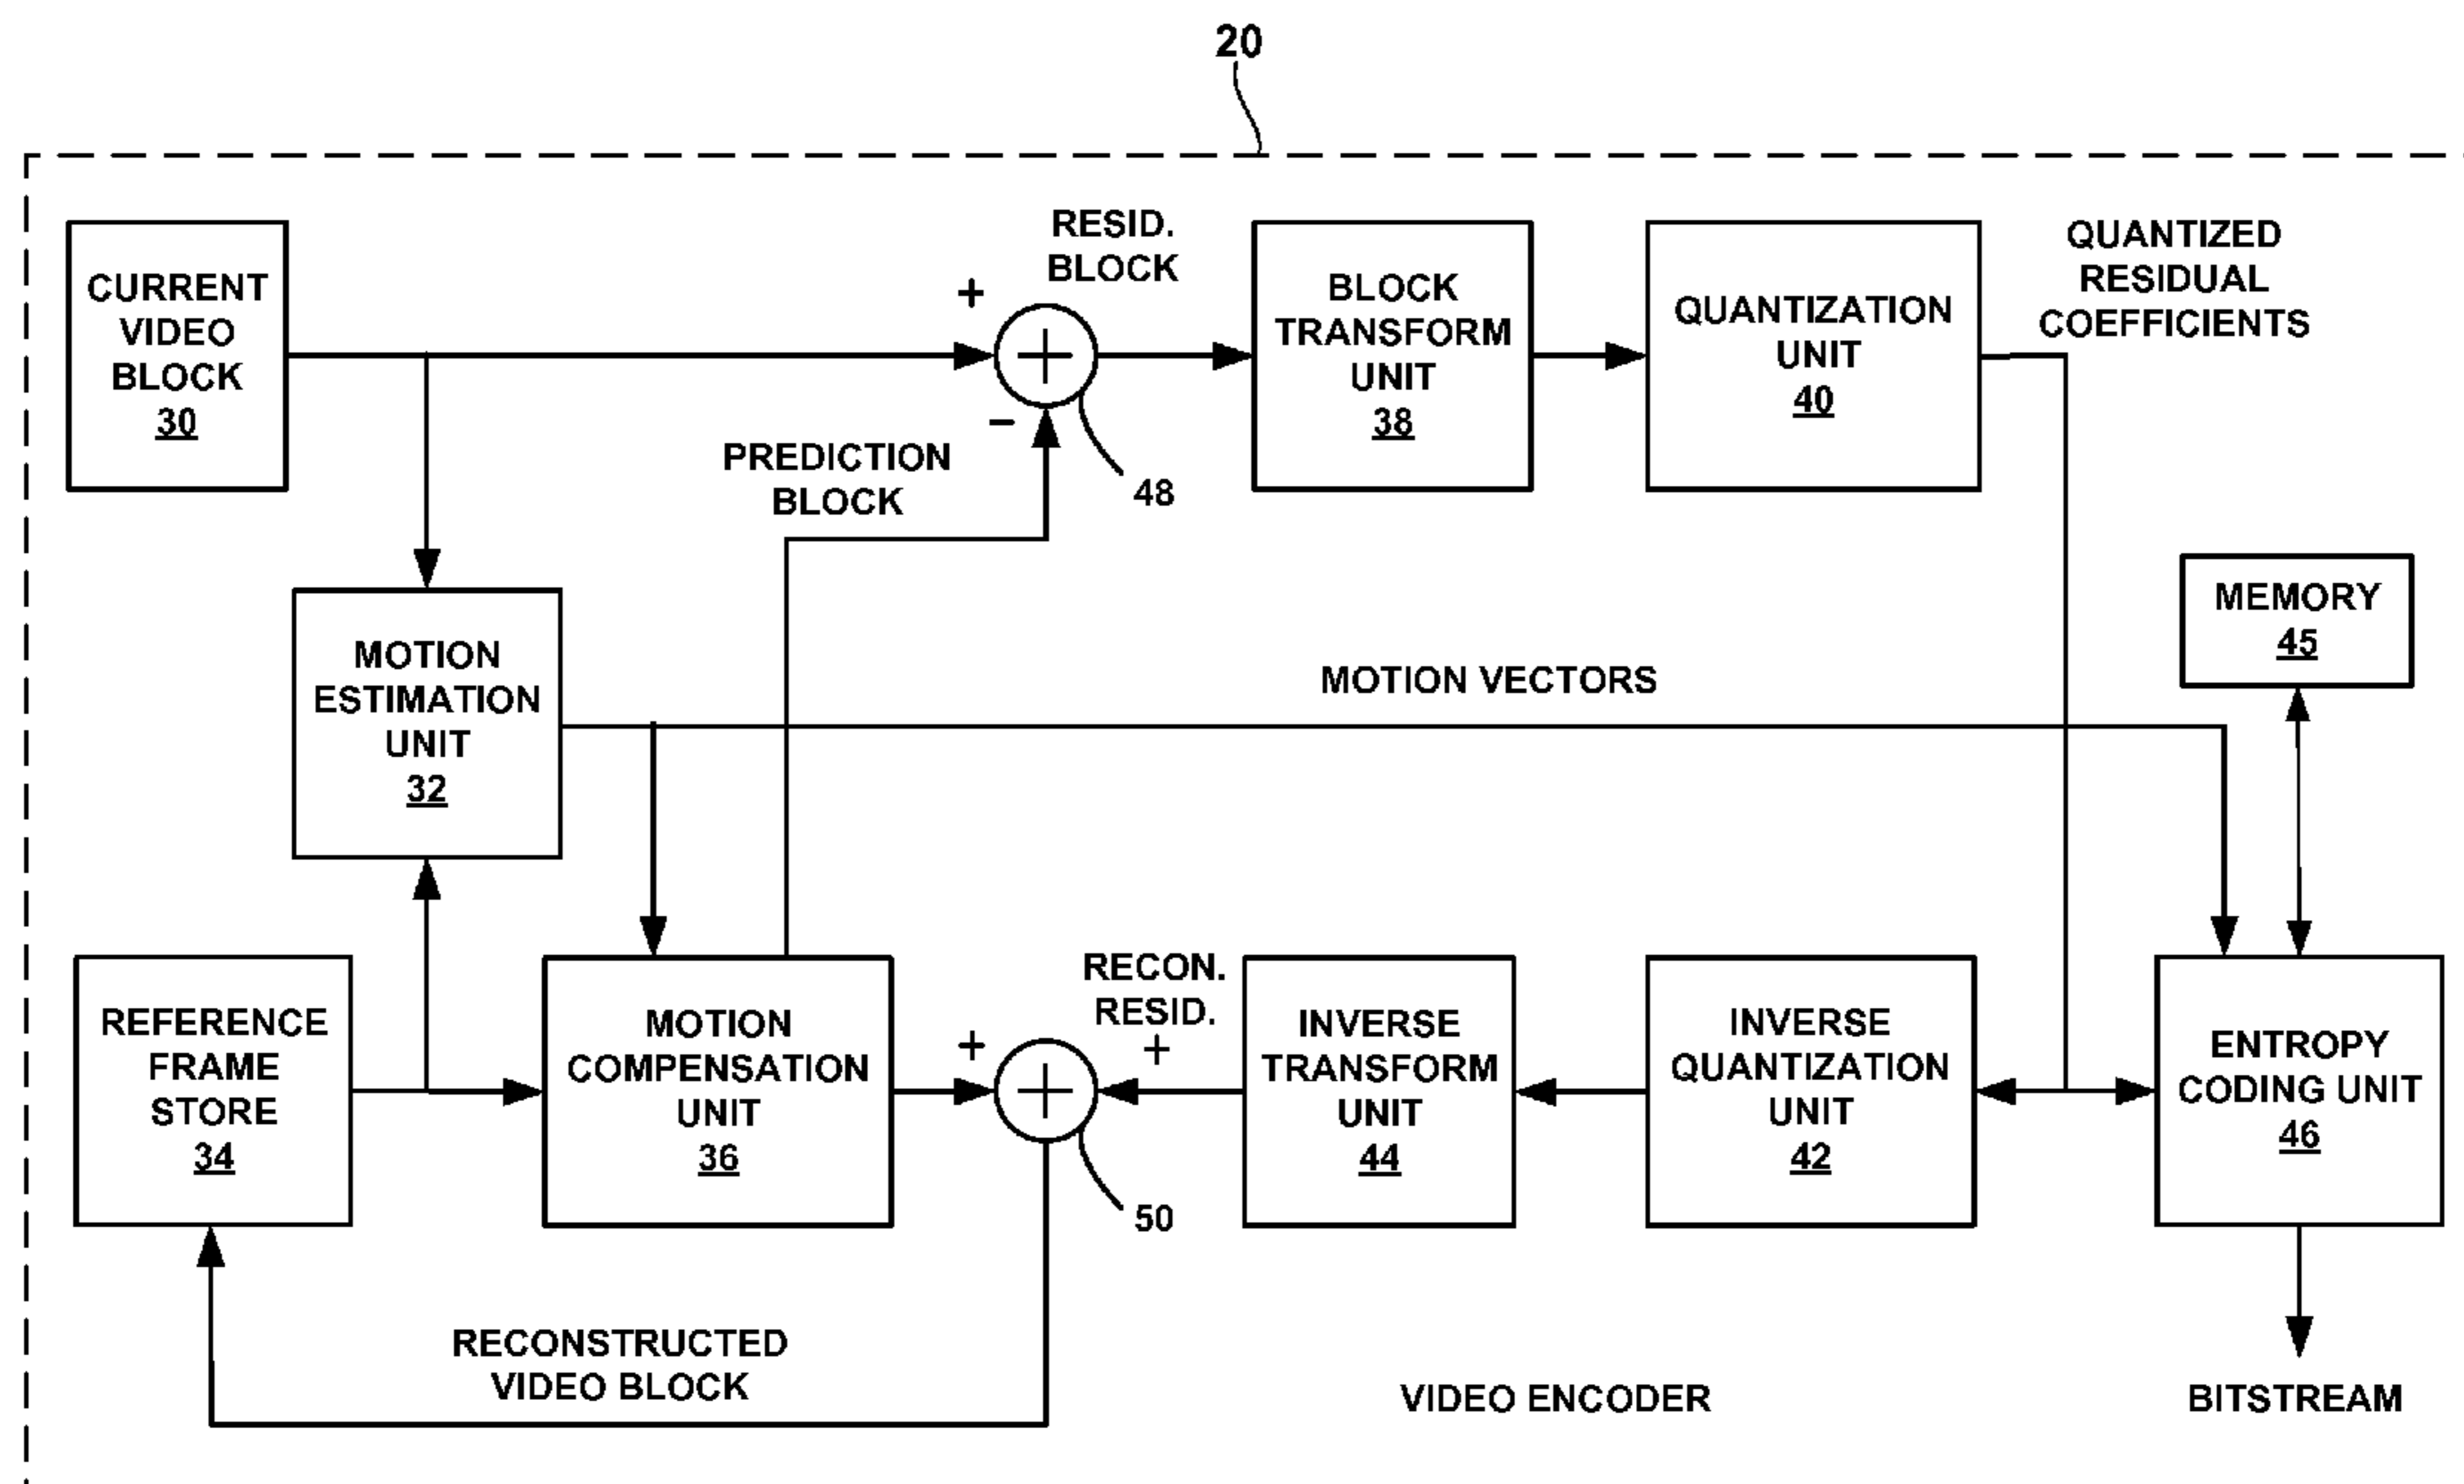 20
CURRENT
VIDEO
BLOCK
30
+
−
RESID.
BLOCK
48
PREDICTION
BLOCK
BLOCK
TRANSFORM
UNIT
38
QUANTIZATION
UNIT
40
QUANTIZED
RESIDUAL
COEFFICIENTS
MOTION
ESTIMATION
UNIT
32
MOTION VECTORS
MEMORY
45
REFERENCE
FRAME
STORE
34
MOTION
COMPENSATION
UNIT
36
+
RECON.
RESID.
+
50
INVERSE
TRANSFORM
UNIT
44
INVERSE
QUANTIZATION
UNIT
42
ENTROPY
CODING UNIT
46
RECONSTRUCTED
VIDEO BLOCK
VIDEO ENCODER
BITSTREAM